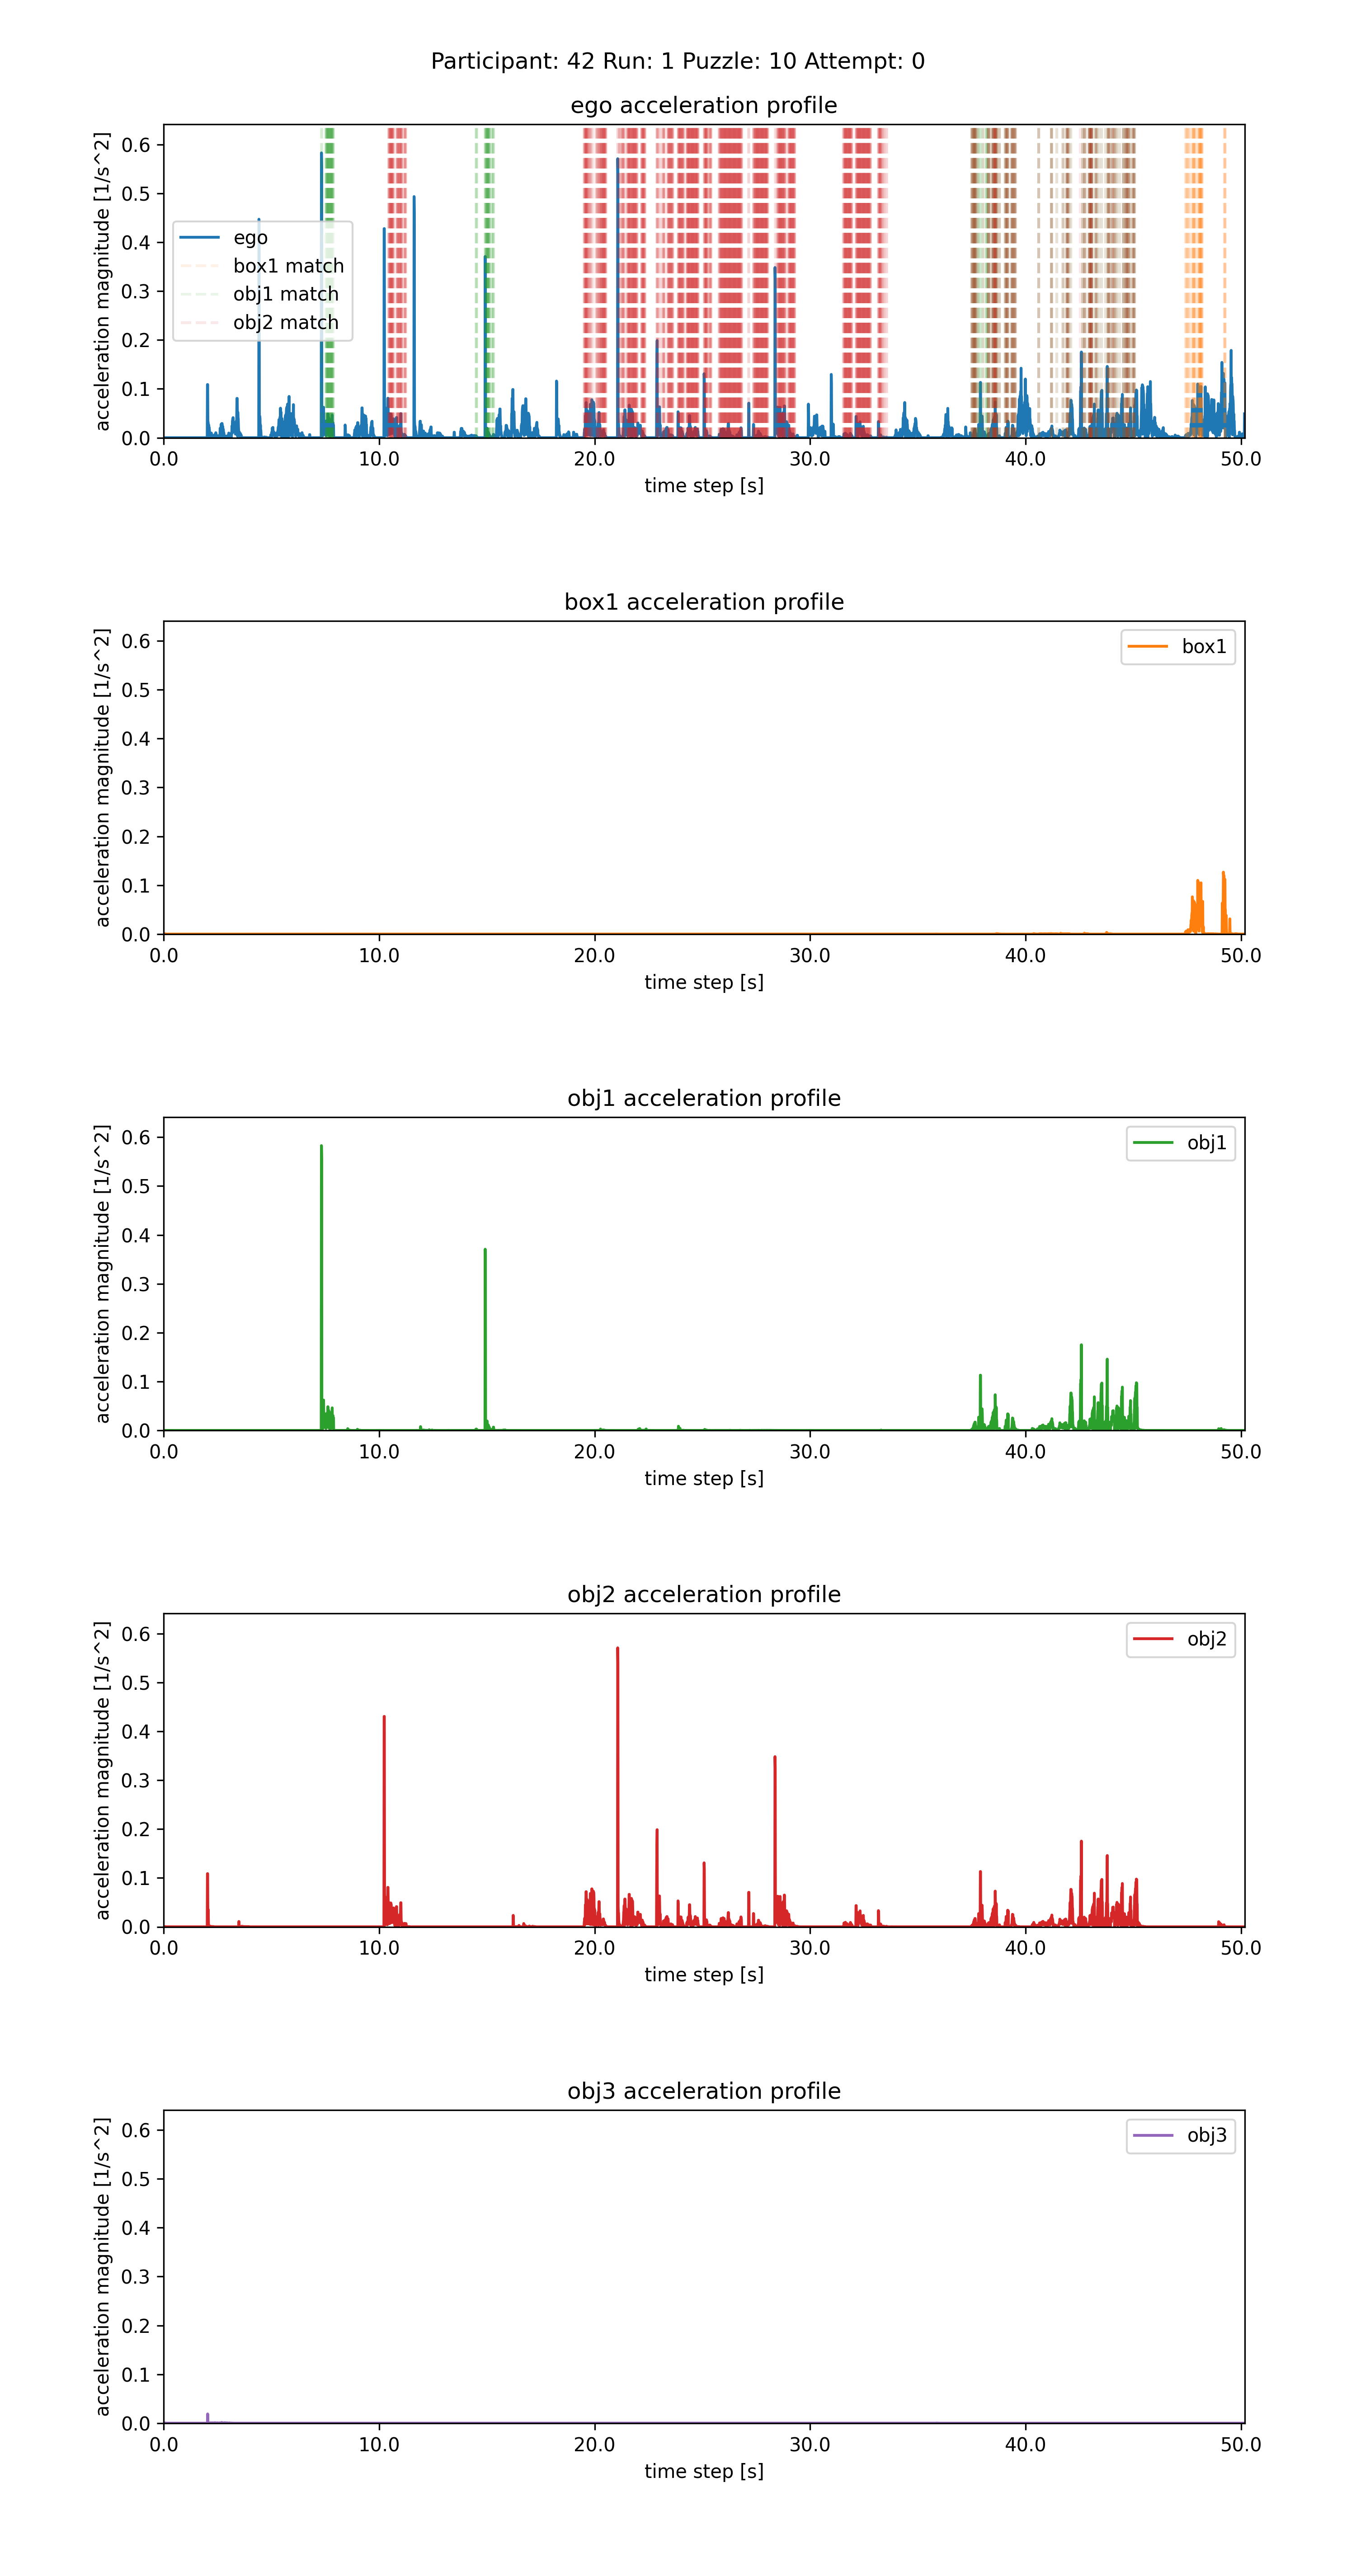 Participant: 42 Run: 1 Puzzle: 10 Attempt: 0
ego acceleration profile
acceleration magnitude [1/s^2]
0.6
0.5
0.4
0.3
0.2
0.1
0.0
ego
box1 match
obj1 match
obj2 match
0.0 10.0 20.0 30.0 40.0 50.0
time step [s]
box1 acceleration profile
acceleration magnitude [1/s^2]
0.6
0.5
0.4
0.3
0.2
0.1
0.0
box1
0.0 10.0 20.0 30.0 40.0 50.0
time step [s]
obj1 acceleration profile
acceleration magnitude [1/s^2]
0.6
0.5
0.4
0.3
0.2
0.1
0.0
obj1
0.0 10.0 20.0 30.0 40.0 50.0
time step [s]
obj2 acceleration profile
acceleration magnitude [1/s^2]
0.6
0.5
0.4
0.3
0.2
0.1
0.0
obj2
0.0 10.0 20.0 30.0 40.0 50.0
time step [s]
obj3 acceleration profile
acceleration magnitude [1/s^2]
0.6
0.5
0.4
0.3
0.2
0.1
0.0
obj3
0.0 10.0 20.0 30.0 40.0 50.0
time step [s]